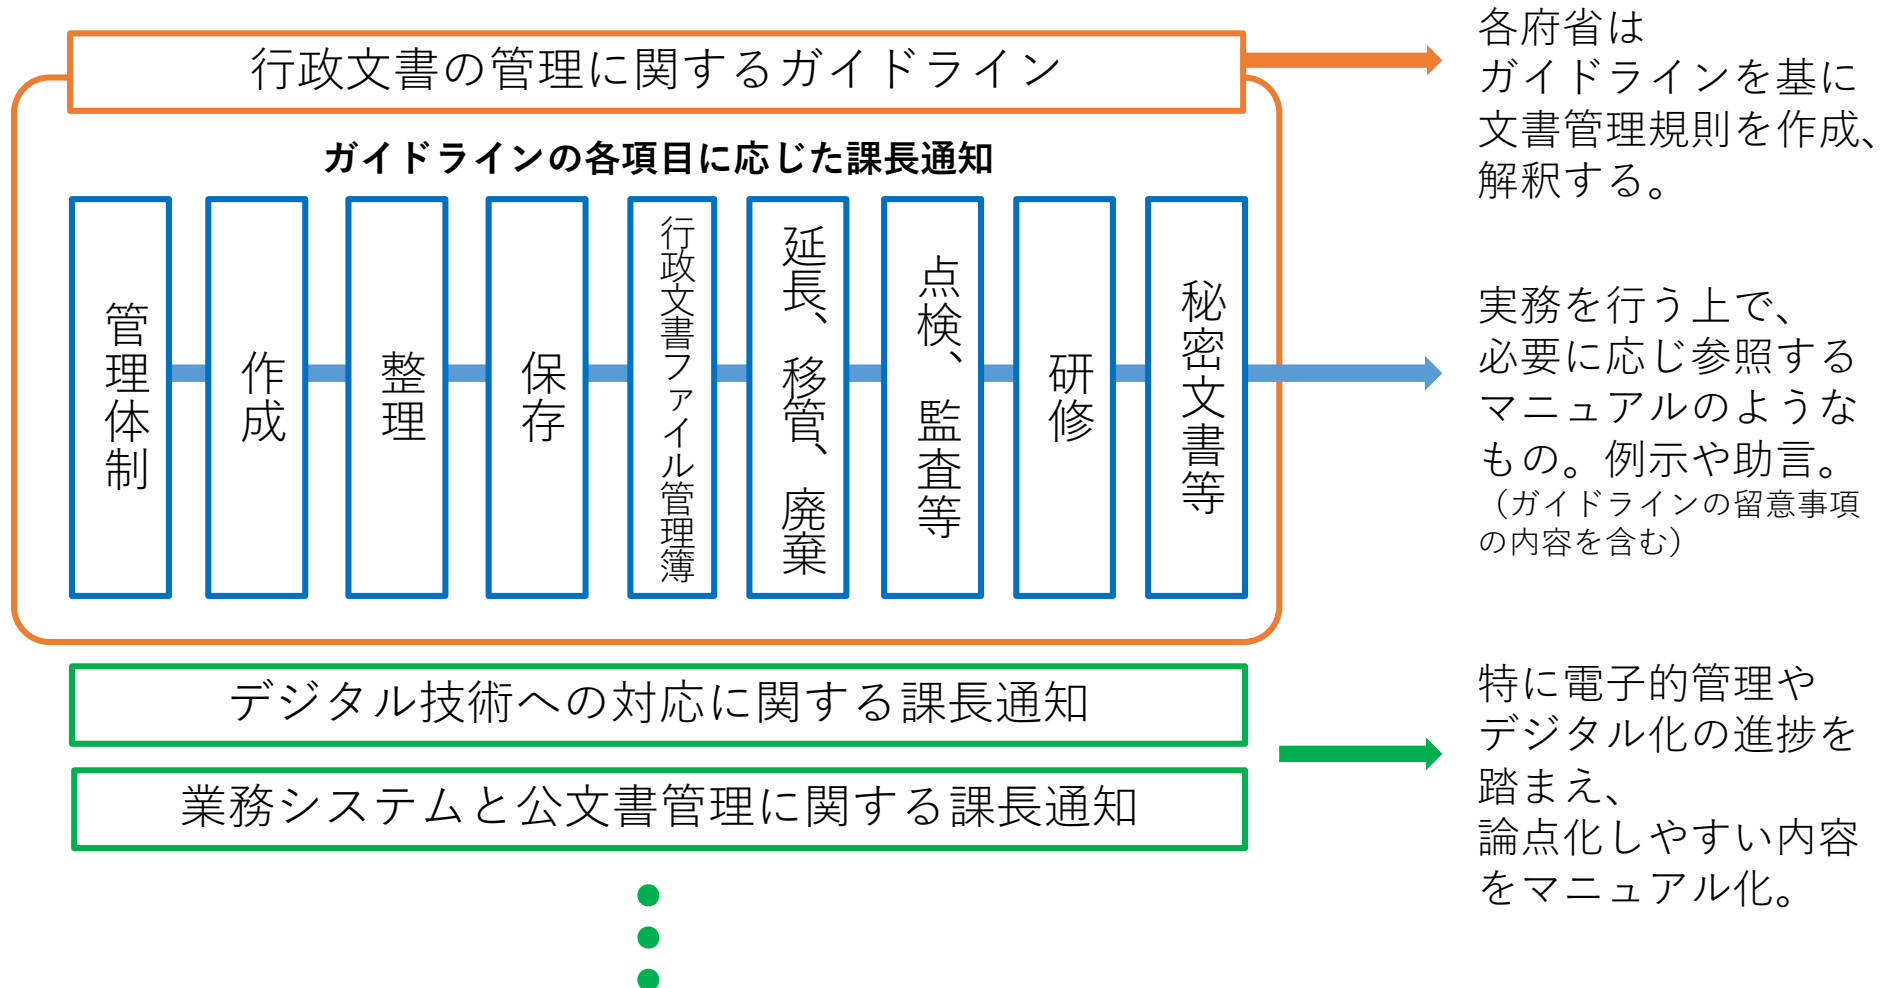 行政文書の管理に関するガイドライン
ガイドラインの各項目に応じた課長通知
管理体制
作成
整理
保存
行政文書ファイル管理簿
延長、移管、廃棄
点検、監査等
研修
秘密文書等
デジタル技術への対応に関する課長通知
業務システムと公文書管理に関する課長通知
各府省は
ガイドラインを基に
文書管理規則を作成、
解釈する。
実務を行う上で、
必要に応じ参照する
マニュアルのような
もの。例示や助言。
（ガイドラインの留意事項
の内容を含む）
特に電子的管理や
デジタル化の進捗を
踏まえ、
論点化しやすい内容
をマニュアル化。